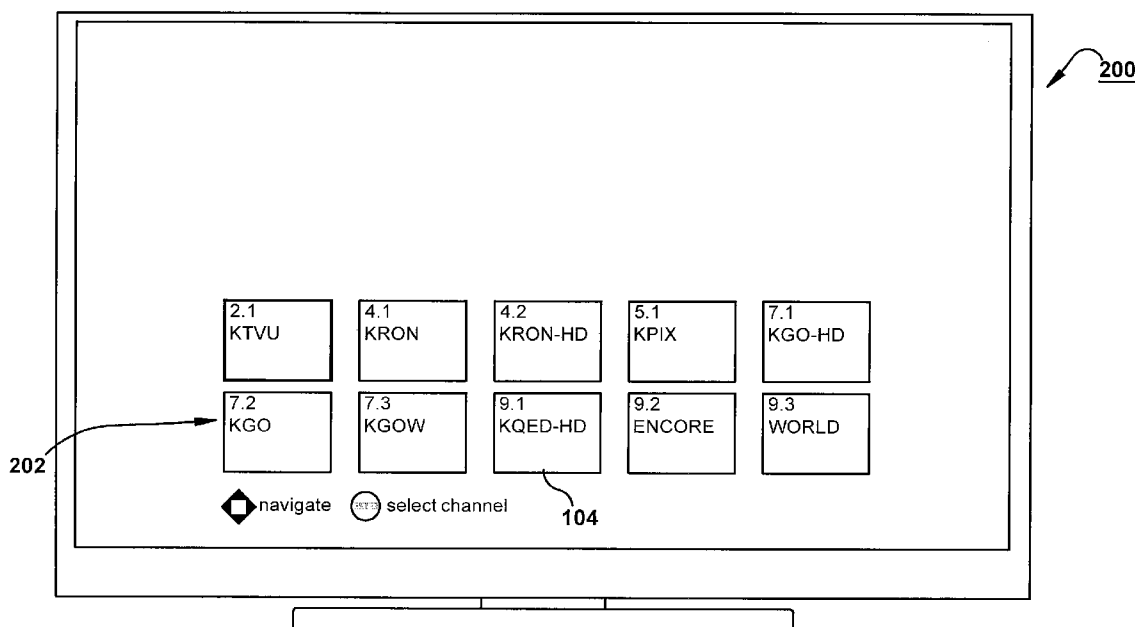 200
2.1 4.1 4.2 5.1 7.1
KTVU KRON KRON-HD KPIX KGO-HD
7.2 7.3 9.1 9.2 9.3
KGO KGOW KQED-HD ENCORE WORLD
202
navigate select channel
104